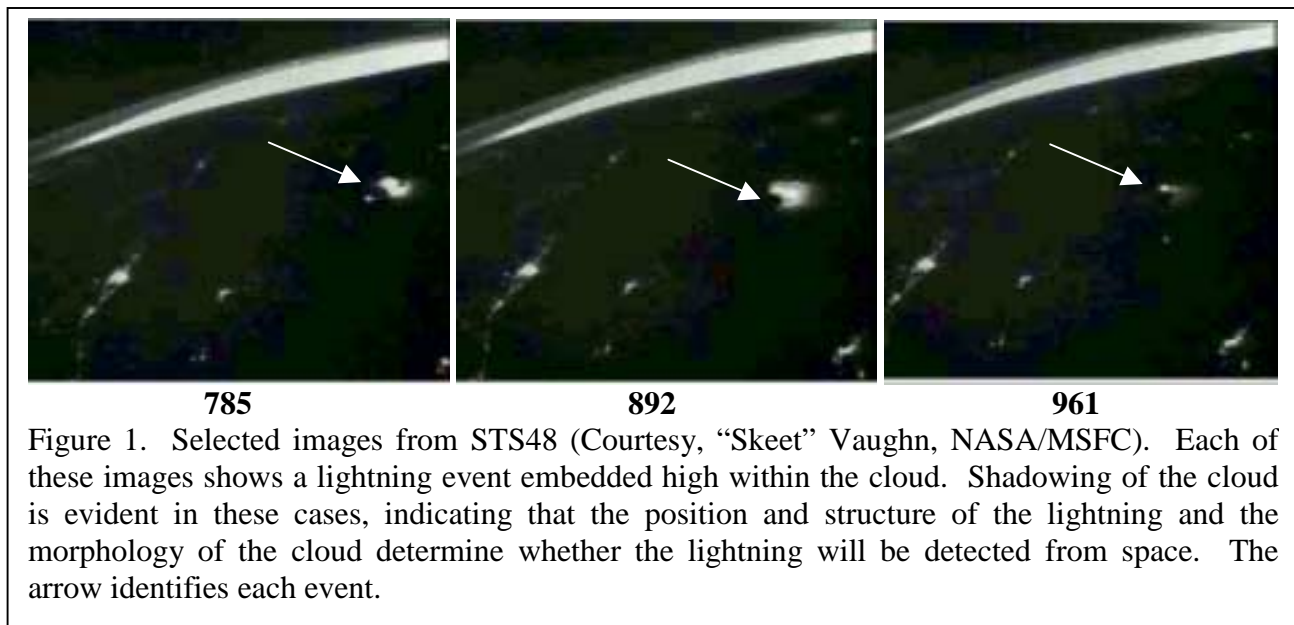 785 892 961
Figure 1. Selected images from STS48 (Courtesy, “Skeet” Vaughn, NASA/MSFC). Each of
these images shows a lightning event embedded high within the cloud. Shadowing of the cloud
is evident in these cases, indicating that the position and structure of the lightning and the
morphology of the cloud determine whether the lightning will be detected from space. The
arrow identifies each event.